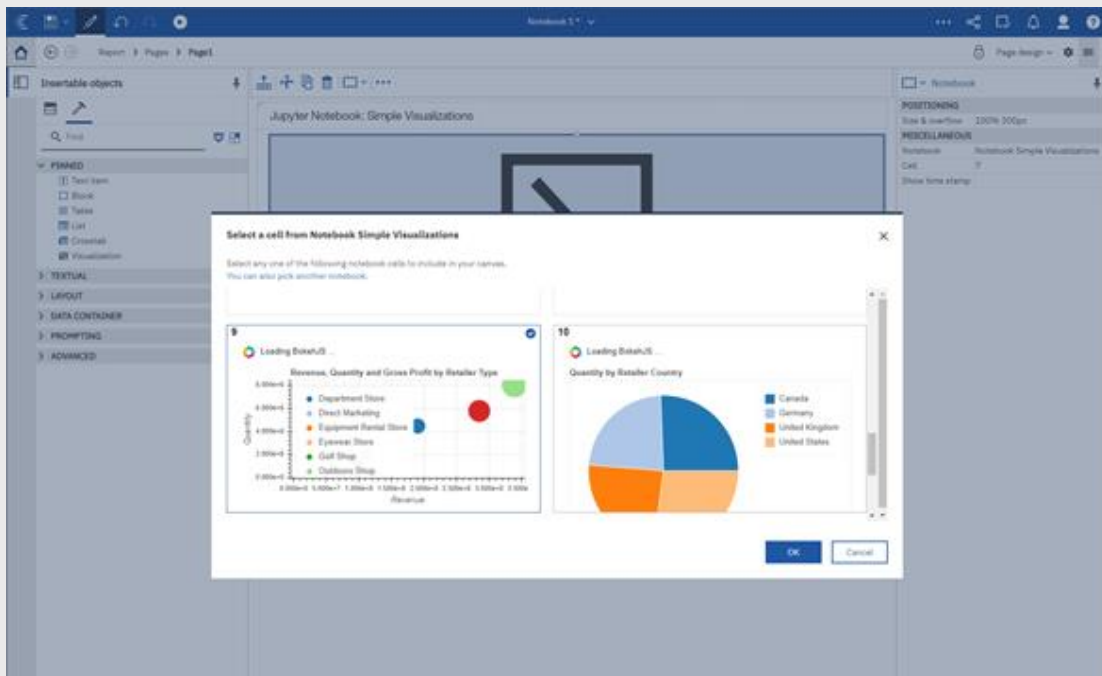 Notebook 1*
Report > Pages > Page1
Page design
Insertable objects
Find
PINNED
Text item
Block
Table
List
Crosstab
Visualization
TEXTUAL
LAYOUT
DATA CONTAINER
PROMPTING
ADVANCED
Jupyter Notebook: Simple Visualizations
Notebook
POSITIONING
Size & overflow 100% 300px
MISCELLANEOUS
Notebook Notebook Simple Visualizations
Cell 7
Show time stamp
Select a cell from Notebook Simple Visualizations
Select any one of the following notebook cells to include in your canvas.
You can also pick another notebook.
9
Loading BokehJS ...
Revenue, Quantity and Gross Profit by Retailer Type
Department Store
Direct Marketing
Equipment Rental Store
Eyewear Store
Golf Shop
Outdoors Shop
Quantity
Revenue
10
Loading BokehJS ...
Quantity by Retailer Country
Canada
Germany
United Kingdom
United States
OK
Cancel